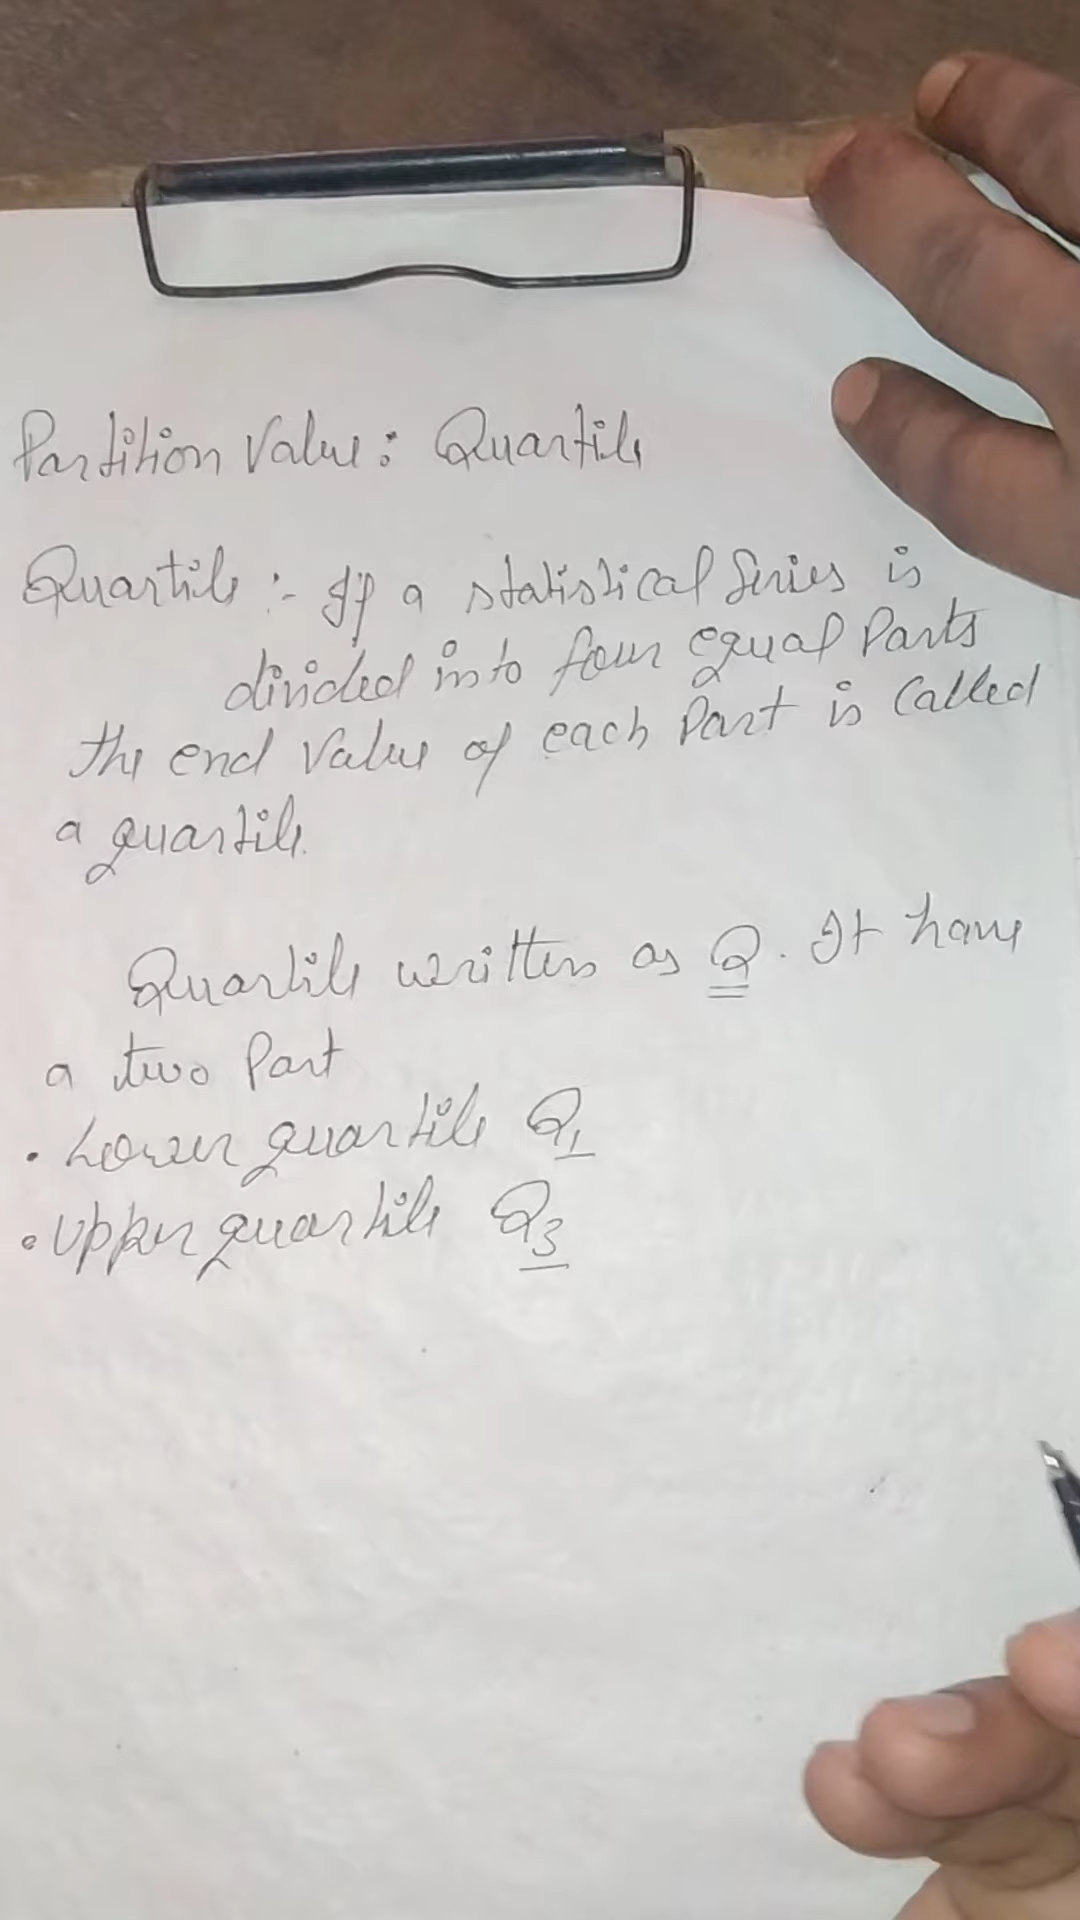 Partition Value: Quartile
Quartile :- If a statistical Series is
divided into four equal Parts
the end Value of each Part is Called
a quartile.
Quartile written as Q. It have
a two Part
• Lower quartile Q1
• Upper quartile Q3